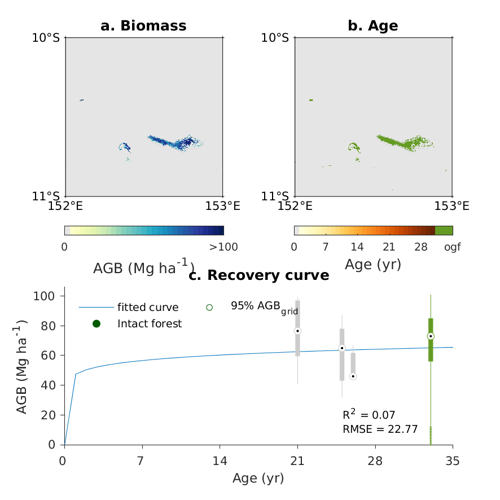 a. Biomass
b. Age
10°S
11°S
152°E
153°E
10°S
11°S
152°E
153°E
0
>100
AGB (Mg ha-1)
0
7
14
21
28
ogf
Age (yr)
c. Recovery curve
fitted curve
95% AGBgrid
Intact forest
R2 = 0.07
RMSE = 22.77
100
80
60
40
20
0
AGB (Mg ha-1)
0
7
14
21
28
35
Age (yr)